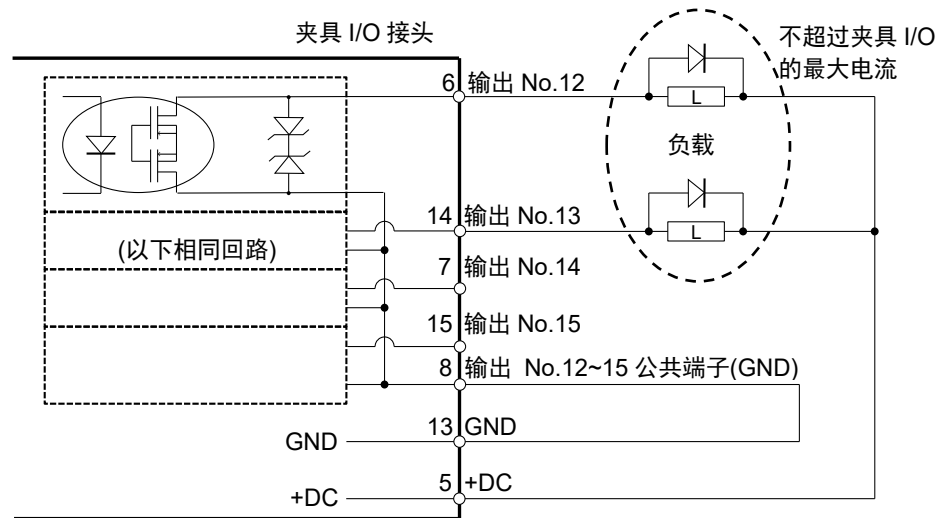 夹具 I/O 接头
不超过夹具 I/O
的最大电流
6 输出 No.12
L
负载
14 输出 No.13
L
(以下相同回路)
7 输出 No.14
15 输出 No.15
8 输出 No.12~15 公共端子(GND)
GND 13 GND
+DC 5 +DC